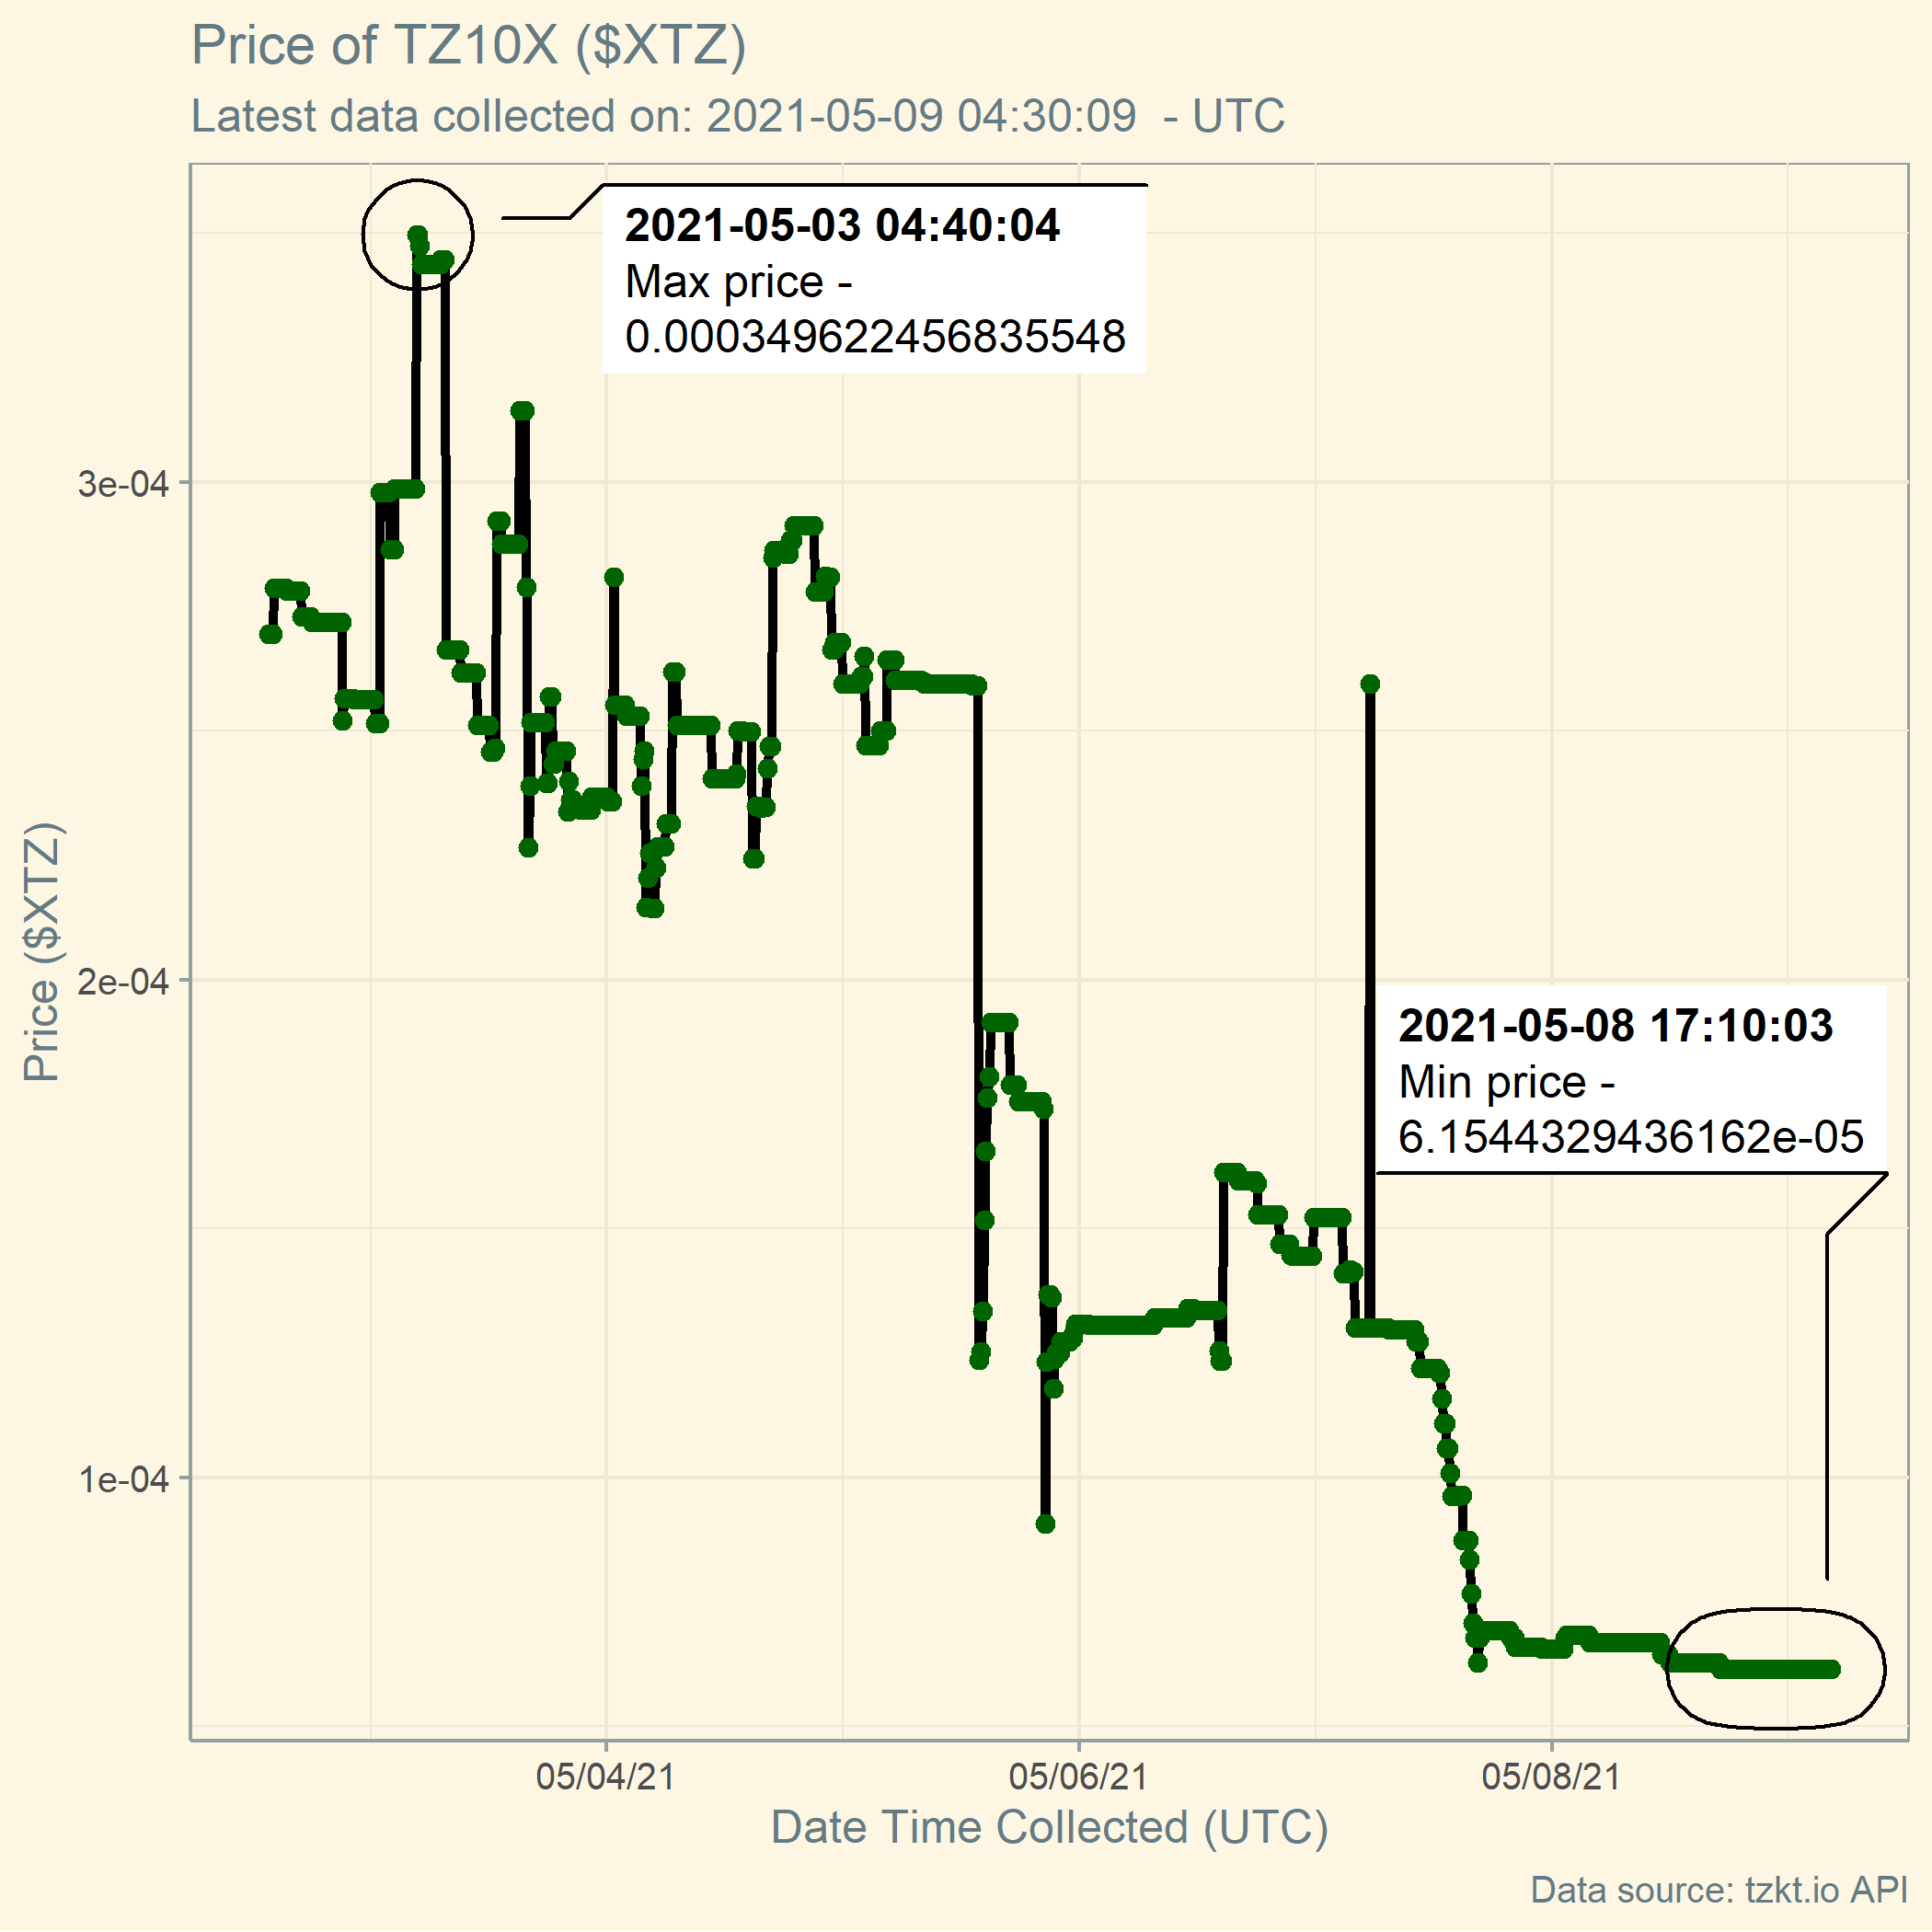 Price of TZ10X ($XTZ)
Latest data collected on: 2021-05-09 04:30:09  - UTC
2021-05-03 04:40:04
Max price -
0.000349622456835548
3e-04
2e-04
1e-04
Price ($XTZ)
2021-05-08 17:10:03
Min price -
6.1544329436162e-05
05/04/21
05/06/21
05/08/21
Date Time Collected (UTC)
Data source: tzkt.io API